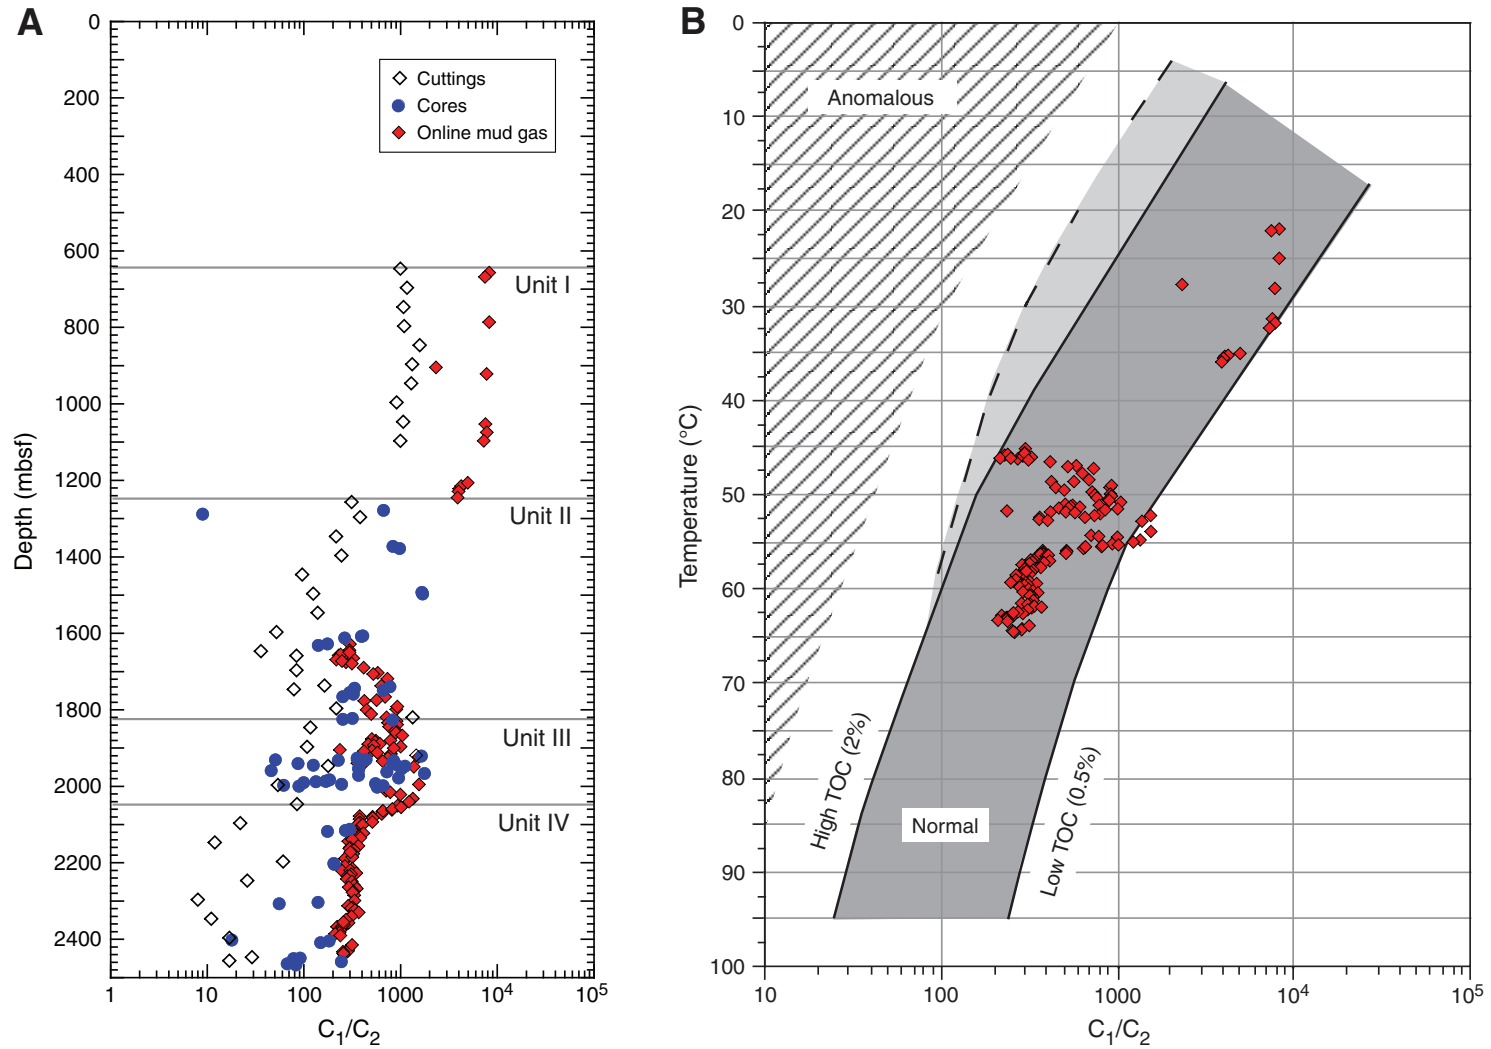 A
0
200
400
600
800
1000
1200
1400
1600
1800
2000
2200
2400
Depth (mbsf)
Cuttings
Cores
Online mud gas
Unit I
Unit II
Unit III
Unit IV
1
10
100
1000
10⁴
10⁵
C₁/C₂
B
0
10
20
30
40
50
60
70
80
90
100
Temperature (°C)
Anomalous
High TOC (2%)
Normal
Low TOC (0.5%)
10
100
1000
10⁴
10⁵
C₁/C₂